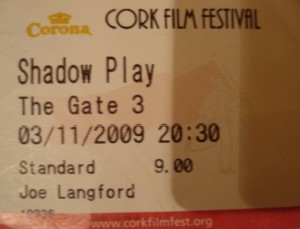 Corona CORK FILM FESTIVAL
Shadow Play
The Gate 3
03/11/2009 20:30
Standard 9.00
Joe Langford
www.corkfilmfest.org